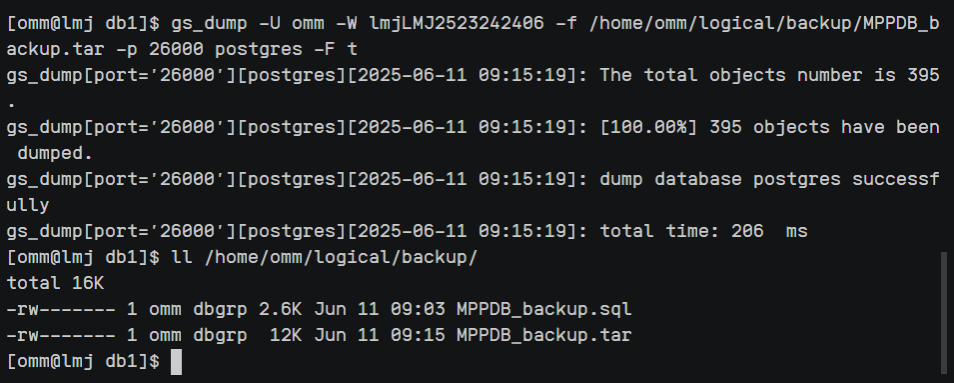 [omm@lmj db1]$ gs_dump -U omm -W lmjLMJ2523242406 -f /home/omm/logical/backup/MPPDB_b
ackup.tar -p 26000 postgres -F t
gs_dump[port='26000'][postgres][2025-06-11 09:15:19]: The total objects number is 395
.
gs_dump[port='26000'][postgres][2025-06-11 09:15:19]: [100.00%] 395 objects have been
 dumped.
gs_dump[port='26000'][postgres][2025-06-11 09:15:19]: dump database postgres successf
ully
gs_dump[port='26000'][postgres][2025-06-11 09:15:19]: total time: 206  ms
[omm@lmj db1]$ ll /home/omm/logical/backup/
total 16K
-rw------- 1 omm dbgrp 2.6K Jun 11 09:03 MPPDB_backup.sql
-rw------- 1 omm dbgrp  12K Jun 11 09:15 MPPDB_backup.tar
[omm@lmj db1]$